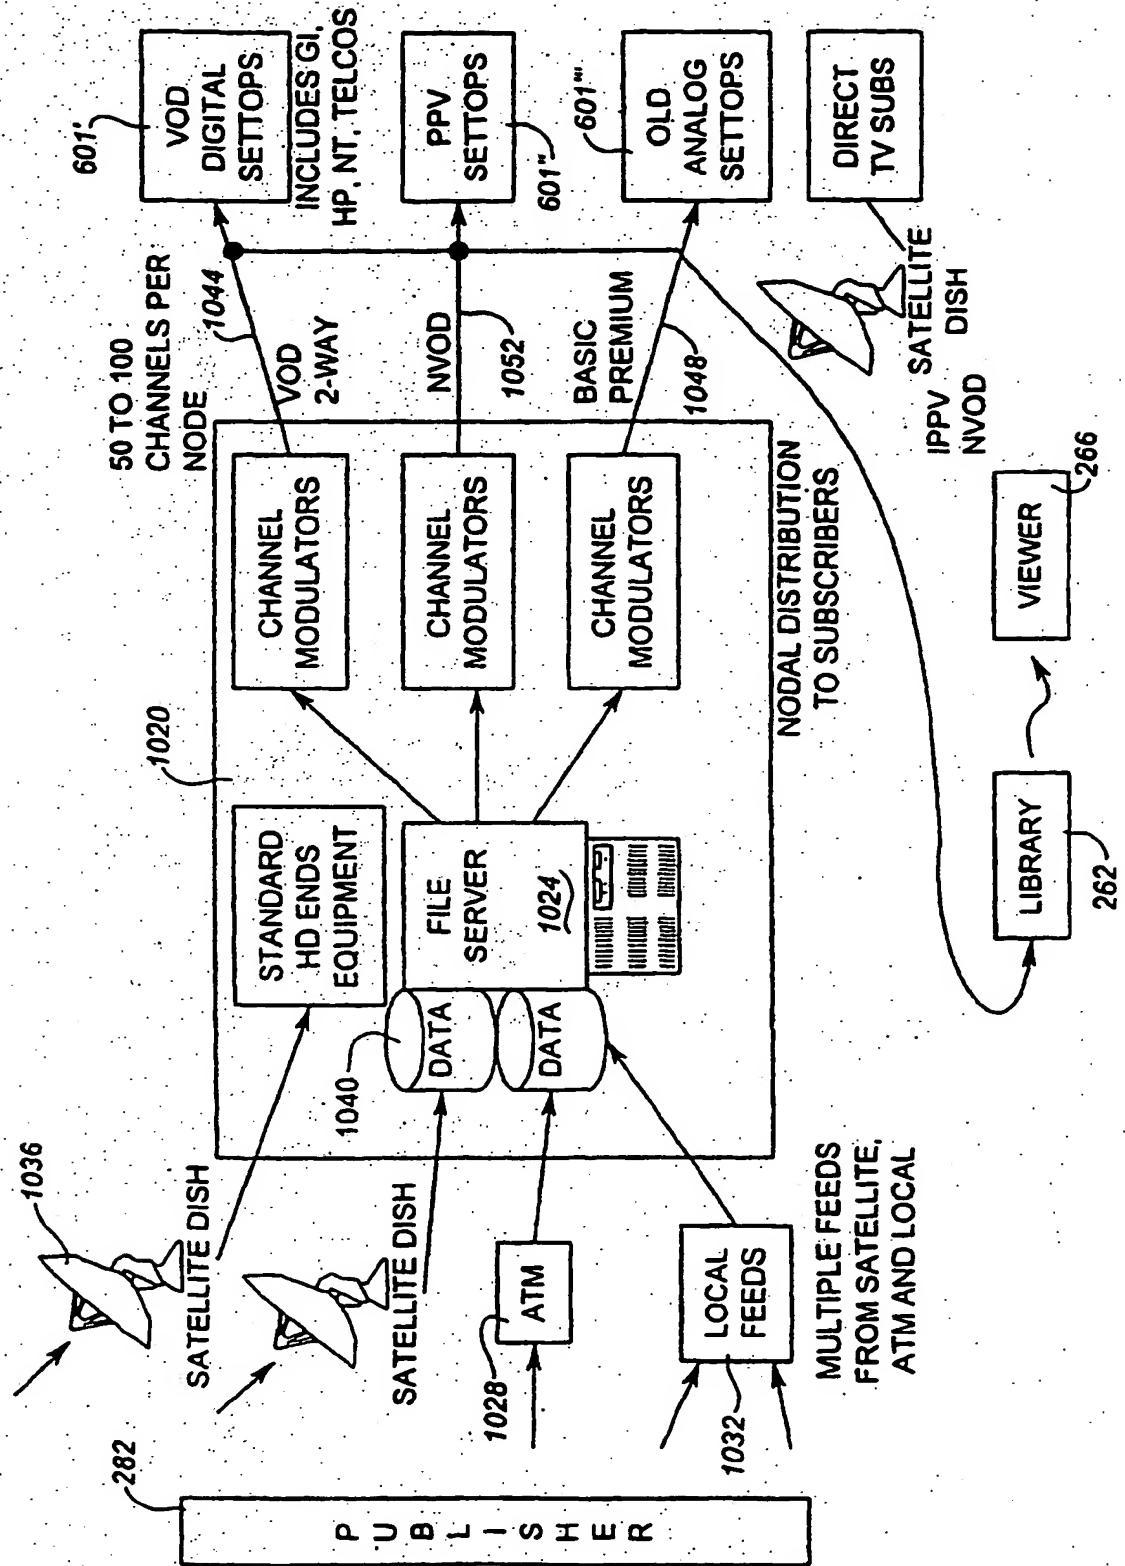 282
PUBLISHER
1036
SATELLITE DISH
SATELLITE DISH
1028
ATM
LOCAL
FEEDS
1032
MULTIPLE FEEDS
FROM SATELLITE,
ATM AND LOCAL
1020
STANDARD
HD ENDS
EQUIPMENT
1040
DATA
DATA
FILE
SERVER
1024
CHANNEL
MODULATORS
CHANNEL
MODULATORS
CHANNEL
MODULATORS
NODAL DISTRIBUTION
TO SUBSCRIBERS
50 TO 100
CHANNELS PER
NODE
1044
VOD
2-WAY
NVOD
1052
BASIC
PREMIUM
1048
601'
VOD
DIGITAL
SETTOPS
INCLUDES GI,
HP, NT, TELCOS
PPV
SETTOPS
601"
601'''
OLD
ANALOG
SETTOPS
DIRECT
TV SUBS
SATELLITE
DISH
IPPV
NVOD
LIBRARY
262
VIEWER
266